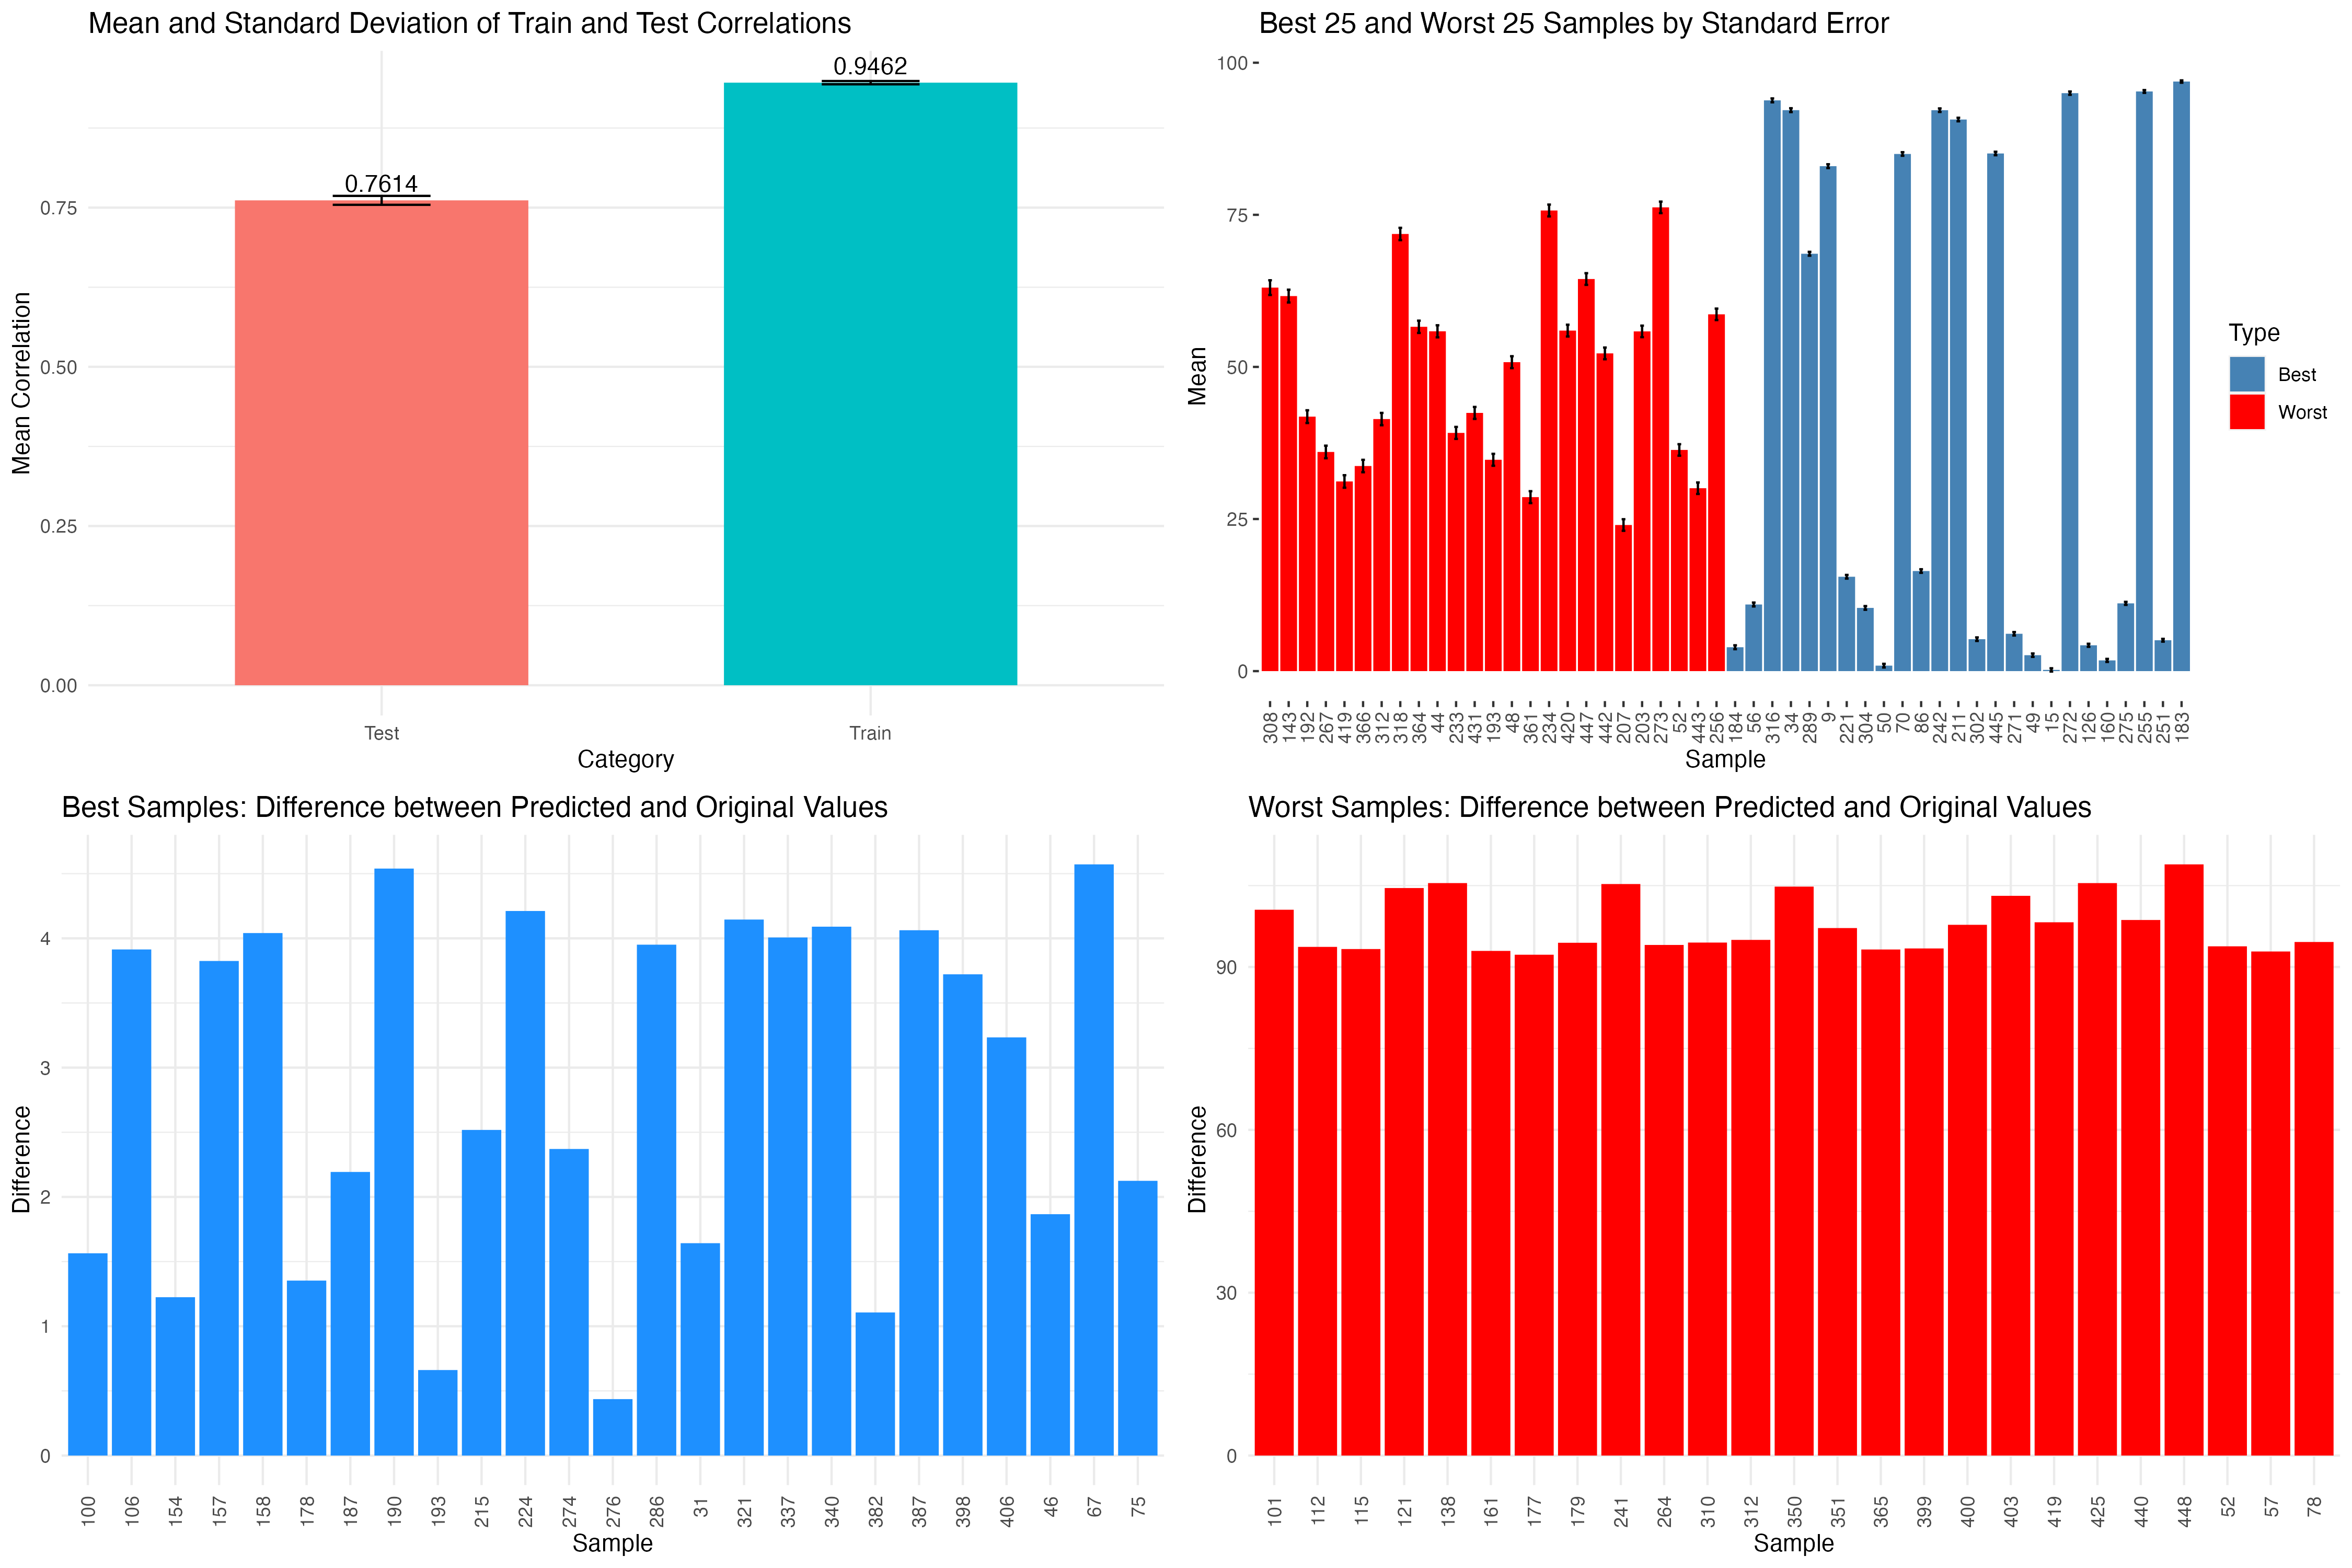 Mean and Standard Deviation of Train and Test Correlations
0.9462
0.7614
0.75
0.50
0.25
0.00
Mean Correlation
Test Train
Category
Best 25 and Worst 25 Samples by Standard Error
100
75
50
25
0
Mean
308 143 192 267 419 366 312 318 364 44 233 431 193 48 361 234 420 447 442 207 203 273 52 443 256 184 56 316 34 289 9 221 304 50 70 86 242 211 302 445 271 49 15 272 126 160 275 255 251 183
Sample
Type
Best
Worst
Best Samples: Difference between Predicted and Original Values
4
3
2
1
0
Difference
100 106 154 157 158 178 187 190 193 215 224 274 276 286 31 321 337 340 382 387 398 406 46 67 75
Sample
Worst Samples: Difference between Predicted and Original Values
90
60
30
0
Difference
101 112 115 121 138 161 177 179 241 264 310 312 350 351 365 399 400 403 419 425 440 448 52 57 78
Sample